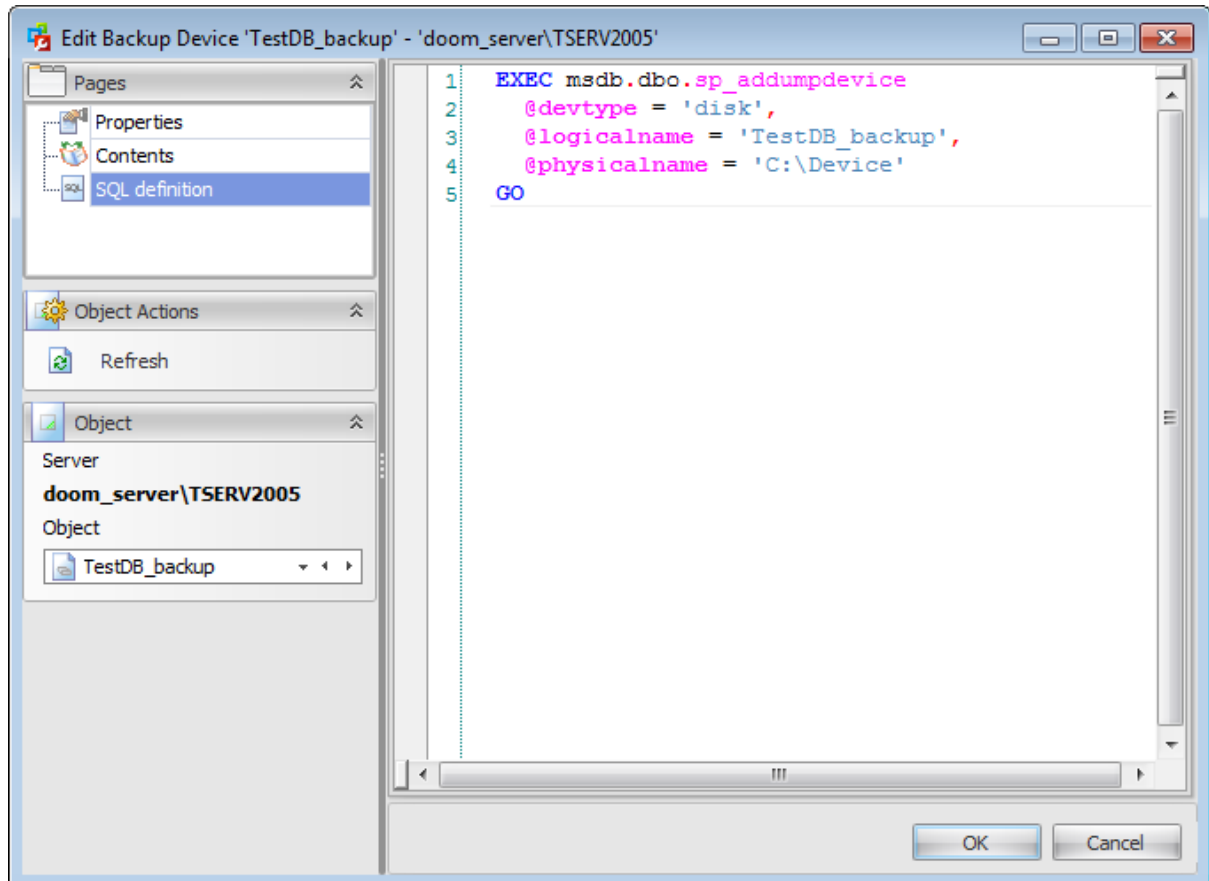 Edit Backup Device 'TestDB_backup' - 'doom_server\TSERV2005'
Pages
Properties
Contents
SQL SQL definition
Object Actions
Refresh
Object
Server
doom_server\TSERV2005
Object
TestDB_backup
1 EXEC msdb.dbo.sp_addumpdevice
2 @devtype = 'disk',
3 @logicalname = 'TestDB_backup',
4 @physicalname = 'C:\Device'
5 GO
OK Cancel